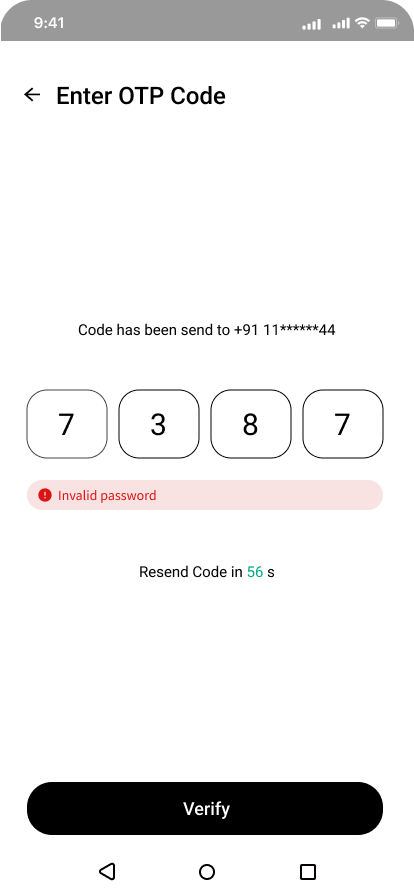 9:41
Enter OTP Code
Code has been send to +91 11******44
7 3 8 7
Invalid password
Resend Code in 56 s
Verify